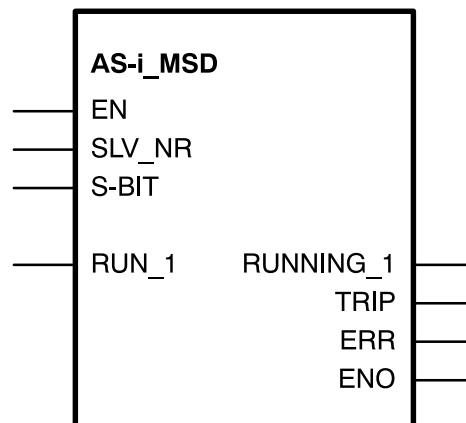 AS-i_MSD
EN
SLV_NR
S-BIT
RUN_1 RUNNING_1
TRIP
ERR
ENO